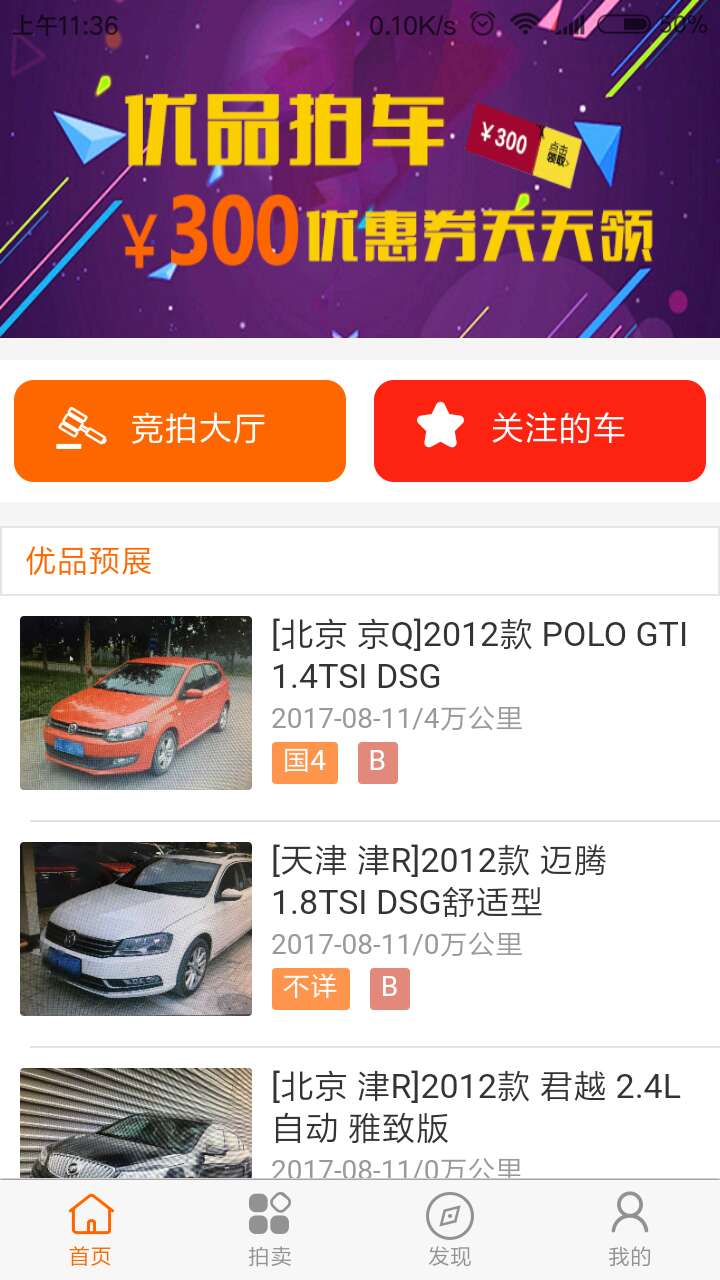 上午11:36 0.10K/s 50%
优品拍车
¥300 点击领取>
¥300优惠券天天领
竞拍大厅 关注的车
优品预展
[北京 京Q]2012款 POLO GTI
1.4TSI DSG
2017-08-11/4万公里
国4 B
[天津 津R]2012款 迈腾
1.8TSI DSG舒适型
2017-08-11/0万公里
不详 B
[北京 津R]2012款 君越 2.4L
自动 雅致版
2017-08-11/0万公里
首页 拍卖 发现 我的